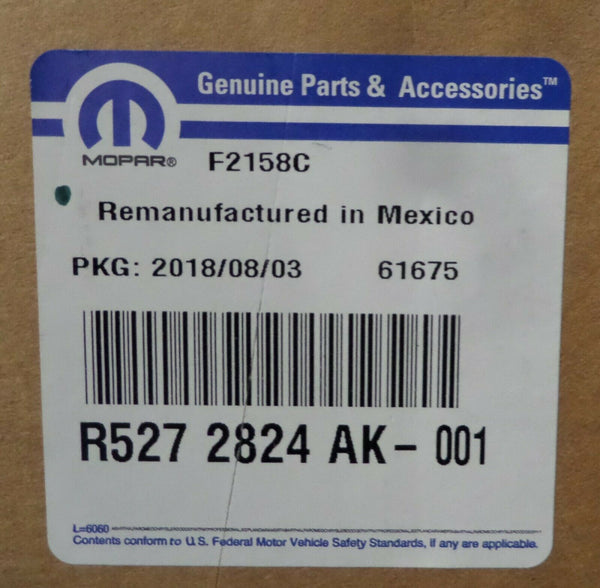 Genuine Parts & Accessories™
MOPAR®
F2158C
Remanufactured in Mexico
PKG: 2018/08/03 61675
R527 2824 AK- 001
L=6060
Contents conform to U.S. Federal Motor Vehicle Safety Standards, if any are applicable.